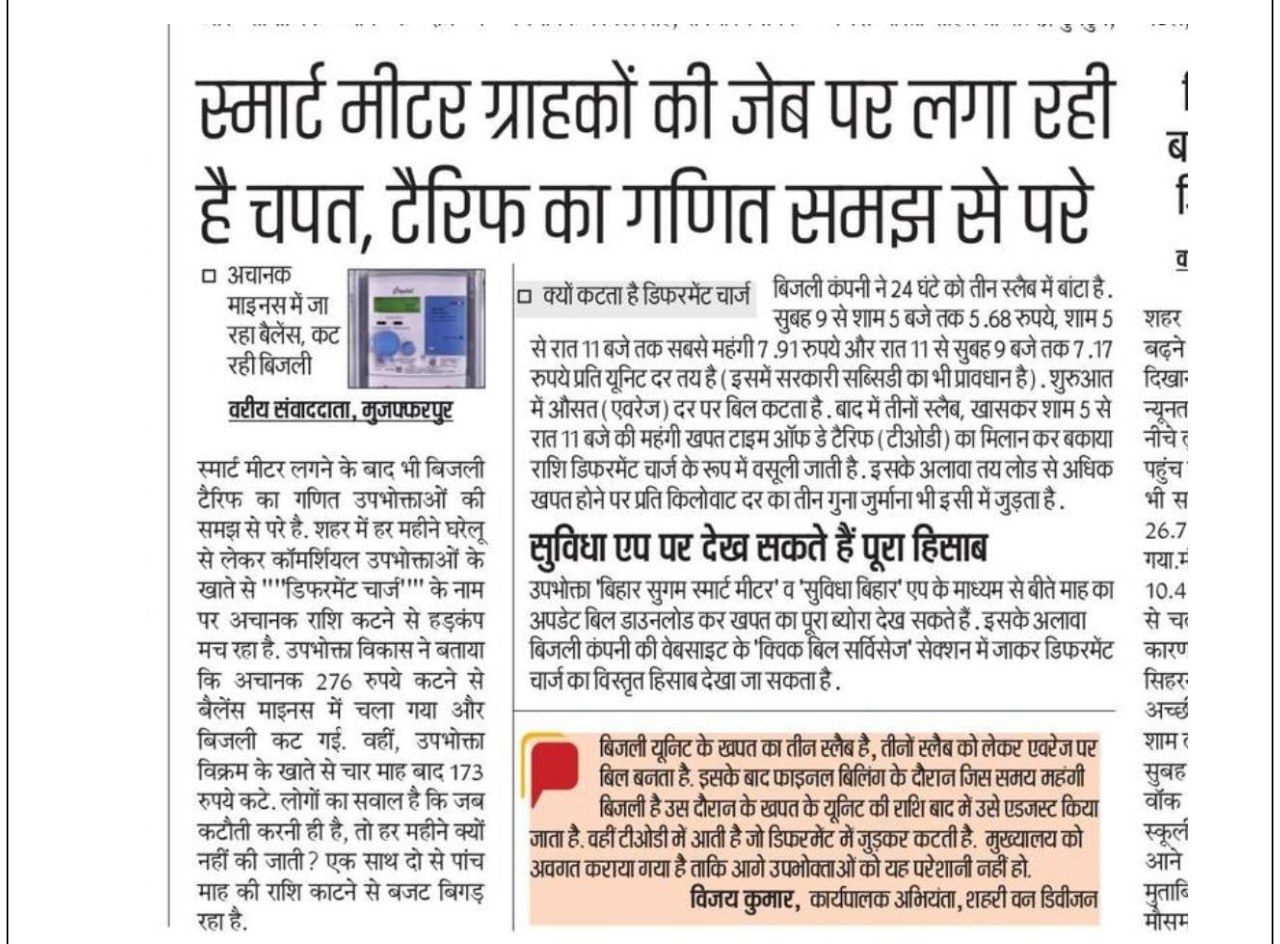 स्मार्ट मीटर ग्राहकों की जेब पर लगा रही
है चपत, टैरिफ का गणित समझ से परे
अचानक
माइनस में जा
रहा बैलेंस, कट
रही बिजली
वरीय संवाददाता, मुजफ्फरपुर
स्मार्ट मीटर लगने के बाद भी बिजली
टैरिफ का गणित उपभोक्ताओं की
समझ से परे है. शहर में हर महीने घरेलू
से लेकर कॉमर्शियल उपभोक्ताओं के
खाते से """"डिफरमेंट चार्ज"""" के नाम
पर अचानक राशि कटने से हड़कंप
मच रहा है. उपभोक्ता विकास ने बताया
कि अचानक 276 रुपये कटने से
बैलेंस माइनस में चला गया और
बिजली कट गई. वहीं, उपभोक्ता
विक्रम के खाते से चार माह बाद 173
रुपये कटे. लोगों का सवाल है कि जब
कटौती करनी ही है, तो हर महीने क्यों
नहीं की जाती? एक साथ दो से पांच
माह की राशि काटने से बजट बिगड़
रहा है.
क्यों कटता है डिफरमेंट चार्ज
बिजली कंपनी ने 24 घंटे को तीन स्लैब में बांटा है.
सुबह 9 से शाम 5 बजे तक 5.68 रुपये, शाम 5
से रात 11 बजे तक सबसे महंगी 7.91 रुपये और रात 11 से सुबह 9 बजे तक 7.17
रुपये प्रति यूनिट दर तय है (इसमें सरकारी सब्सिडी का भी प्रावधान है). शुरुआत
में औसत (एवरेज) दर पर बिल कटता है. बाद में तीनों स्लैब, खासकर शाम 5 से
रात 11 बजे की महंगी खपत टाइम ऑफ डे टैरिफ (टीओडी) का मिलान कर बकाया
राशि डिफरमेंट चार्ज के रूप में वसूली जाती है. इसके अलावा तय लोड से अधिक
खपत होने पर प्रति किलोवाट दर का तीन गुना जुर्माना भी इसी में जुड़ता है.
सुविधा एप पर देख सकते हैं पूरा हिसाब
उपभोक्ता 'बिहार सुगम स्मार्ट मीटर' व 'सुविधा बिहार' एप के माध्यम से बीते माह का
अपडेट बिल डाउनलोड कर खपत का पूरा ब्योरा देख सकते हैं. इसके अलावा
बिजली कंपनी की वेबसाइट के 'क्विक बिल सर्विसेज' सेक्शन में जाकर डिफरमेंट
चार्ज का विस्तृत हिसाब देखा जा सकता है.
बिजली यूनिट के खपत का तीन स्लैब है, तीनों स्लैब को लेकर एवरेज पर
बिल बनता है. इसके बाद फाइनल बिलिंग के दौरान जिस समय महंगी
बिजली है उस दौरान के खपत के यूनिट की राशि बाद में उसे एडजस्ट किया
जाता है. वहीं टीओडी में आती है जो डिफरमेंट में जुड़कर कटती है. मुख्यालय को
अवगत कराया गया है ताकि आगे उपभोक्ताओं को यह परेशानी नहीं हो.
विजय कुमार, कार्यपालक अभियंता, शहरी वन डिवीजन
शहर
बढ़ने
नीचे
भी
26.7
10.4
से
कारण
शाम
सुबह
वॉक
आने